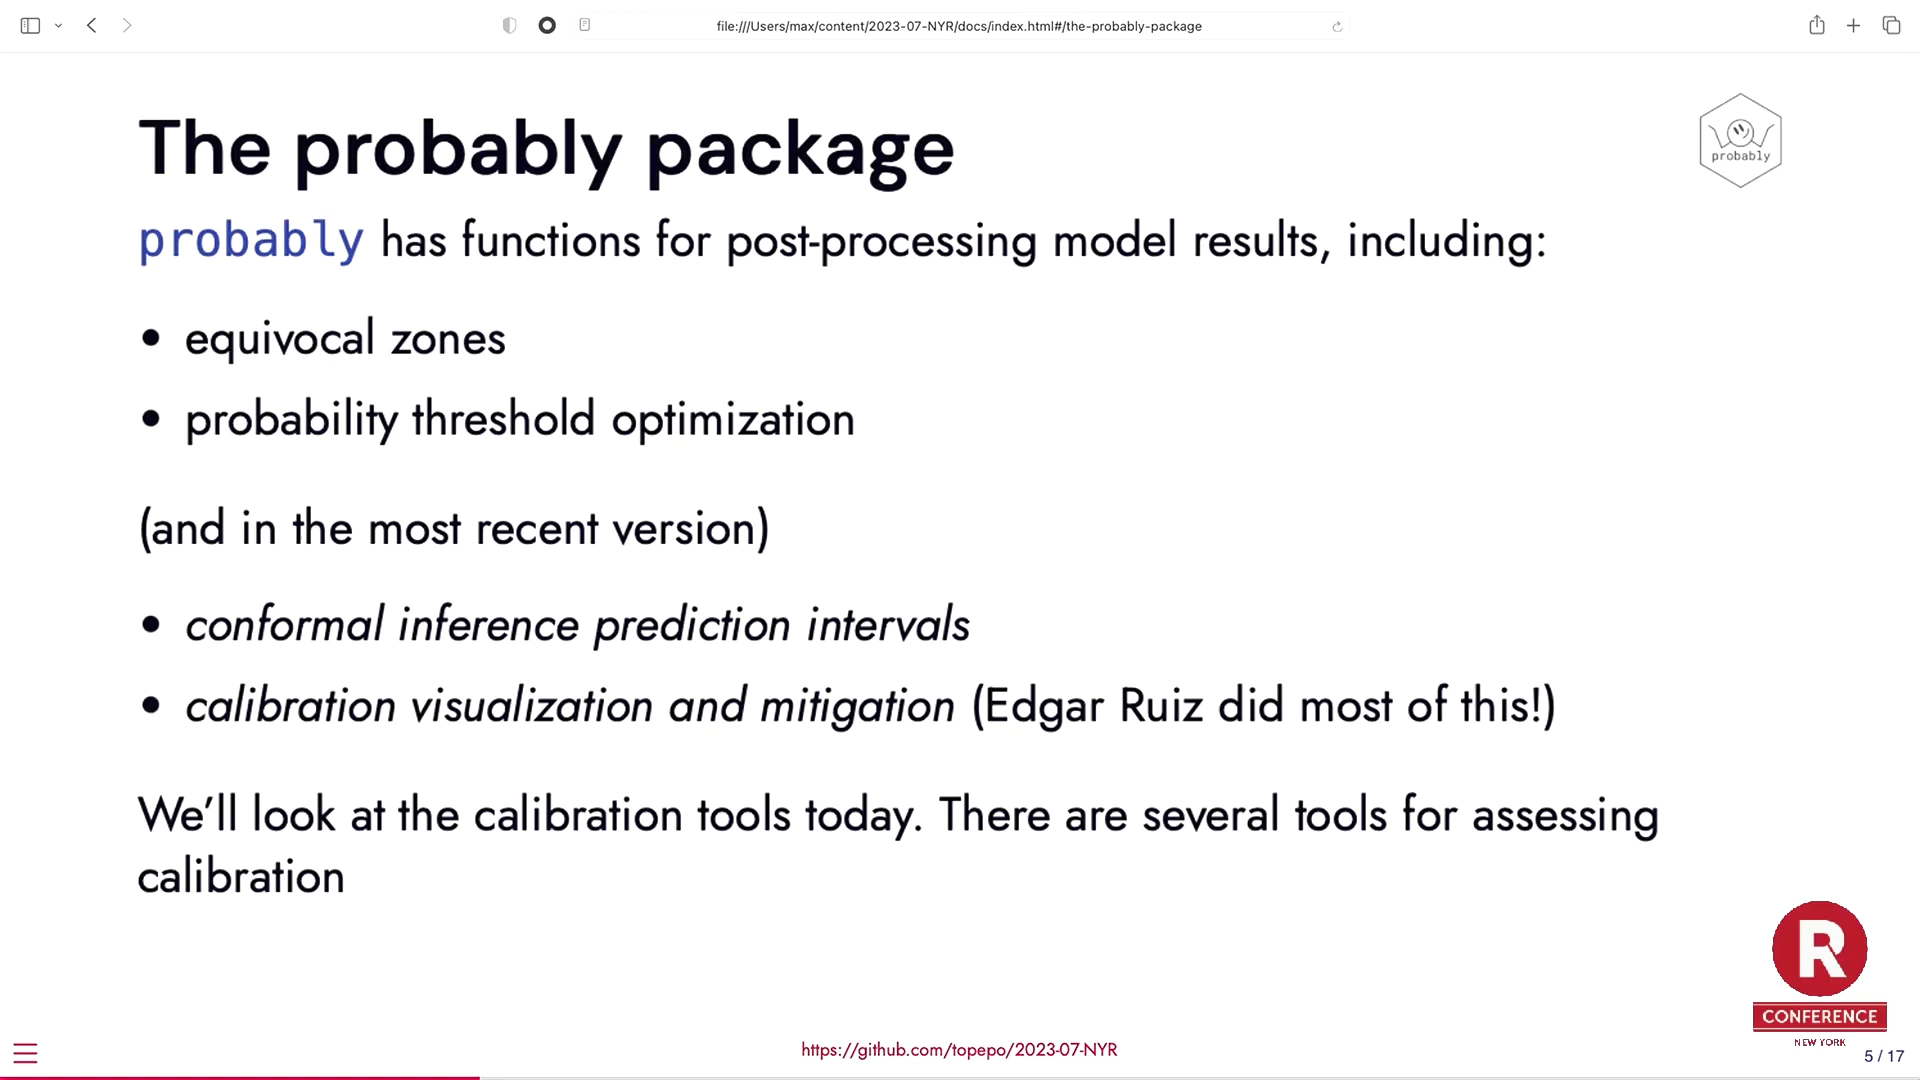 file:///Users/max/content/2023-07-NYR/docs/index.html#/the-probably-package
The probably package
probably
probably has functions for post-processing model results, including:
• equivocal zones
• probability threshold optimization
(and in the most recent version)
• conformal inference prediction intervals
• calibration visualization and mitigation (Edgar Ruiz did most of this!)
We’ll look at the calibration tools today. There are several tools for assessing
calibration
R
CONFERENCE
NEW YORK
https://github.com/topepo/2023-07-NYR
5 / 17